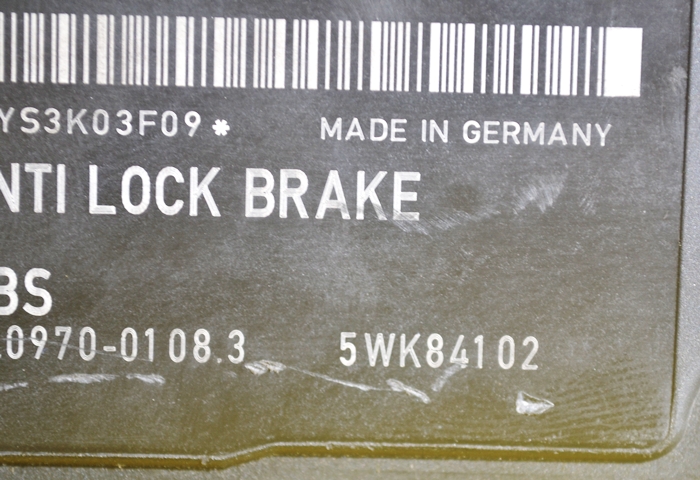 YS3K03F09* MADE IN GERMANY
NTI LOCK BRAKE
BS
.0970-0108.3 5WK84102